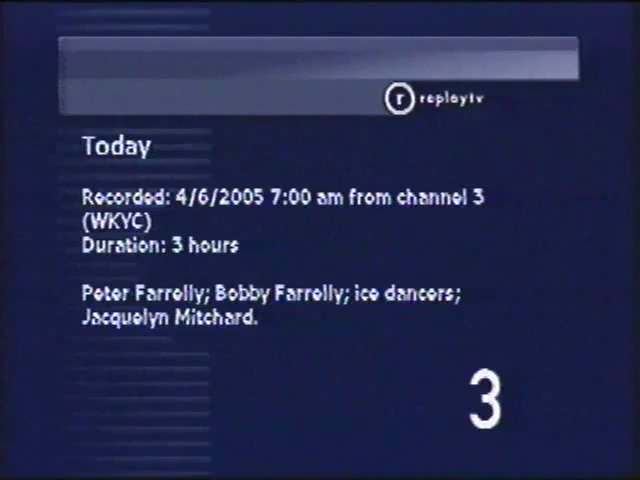 r replaytv
Today
Recorded: 4/6/2005 7:00 am from channel 3
(WKYC)
Duration: 3 hours
Peter Farrelly; Bobby Farrelly; ice dancers;
Jacquelyn Mitchard.
3